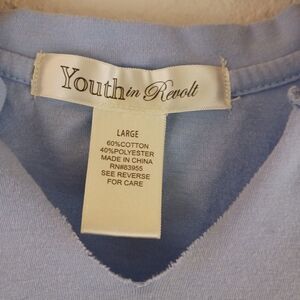 Youth in Revolt
LARGE
60%COTTON
40%POLYESTER
MADE IN CHINA
RN#83955
SEE REVERSE
FOR CARE